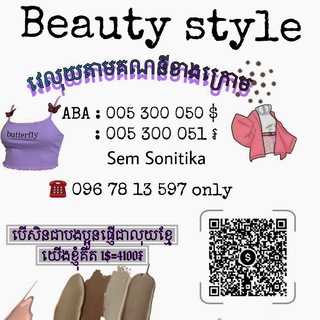 Beauty style
វេលុយតាមគណនីខាងក្រោម
ABA : 005 300 050 $
: 005 300 051 ៛
butterfly
Sem Sonitika
096 78 13 597 only
បើសិនជាបងប្អូនផ្ញើជាលុយខ្មែ
យើងខ្ញុំគិត 1$=4100៛
$